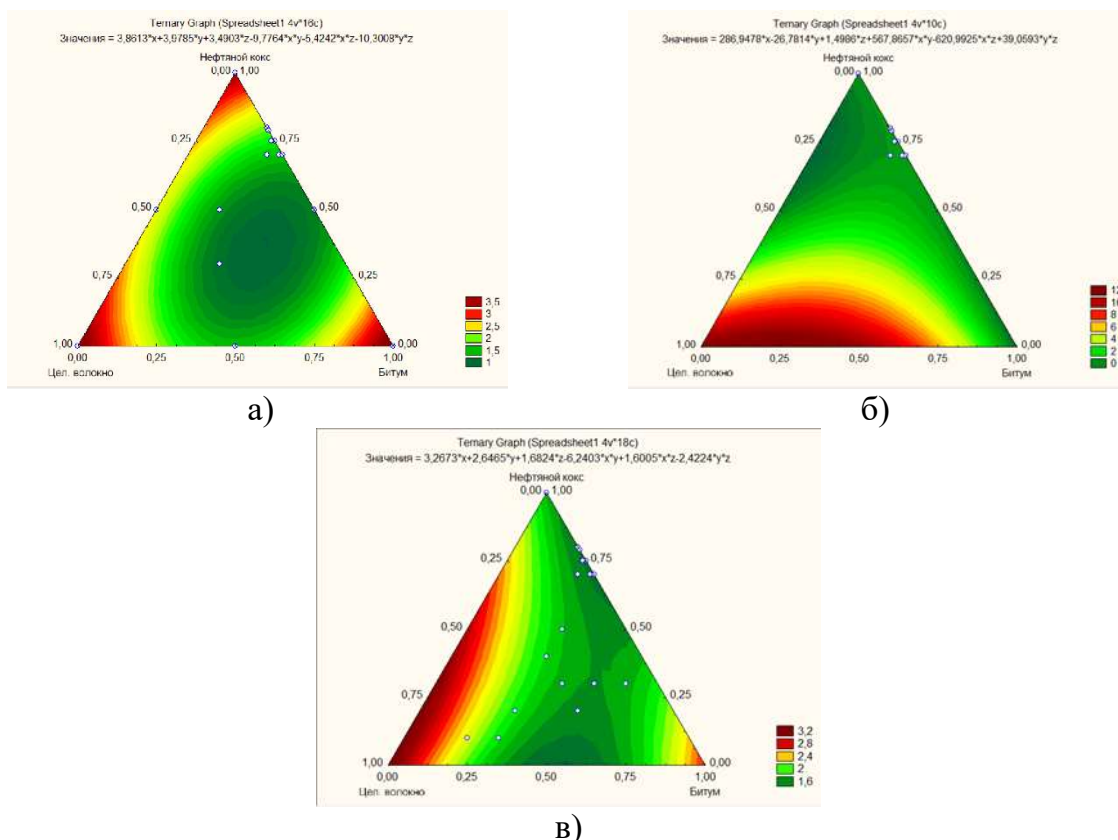 Ternary Graph (Spreadsheet1 4v*16c)
Значения = 3,8613*x+3,9785*y+3,4903*z-9,7764*x*y-5,4242*x*z-10,3008*y*z
Нефтяной кокс
0,00 1,00
0,25 0,75
0,50 0,50
0,75 0,25
1,00 0,00
0,00 0,25 0,50 0,75 1,00
Цел. волокно Битум
3,5
3
2,5
2
1,5
1
а)
Ternary Graph (Spreadsheet1 4v*10c)
Значения = 286,9478*x-26,7814*y+1,4986*z+567,8657*x*y-620,9925*x*z+39,0593*y*z
Нефтяной кокс
0,00 1,00
0,25 0,75
0,50 0,50
0,75 0,25
1,00 0,00
0,00 0,25 0,50 0,75 1,00
Цел. волокно Битум
12
10
8
6
4
2
0
б)
Ternary Graph (Spreadsheet1 4v*18c)
Значения = 3,2673*x+2,6465*y+1,6824*z-6,2403*x*y+1,6005*x*z-2,4224*y*z
Нефтяной кокс
0,00 1,00
0,25 0,75
0,50 0,50
0,75 0,25
1,00 0,00
0,00 0,25 0,50 0,75 1,00
Цел. волокно Битум
3,2
2,8
2,4
2
1,6
в)